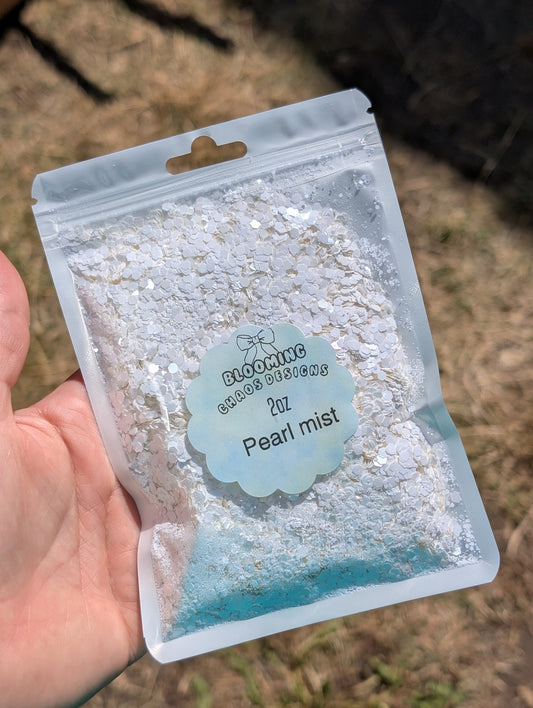 BLOOMING
CHAOS DESIGNS
2oz
Pearl mist